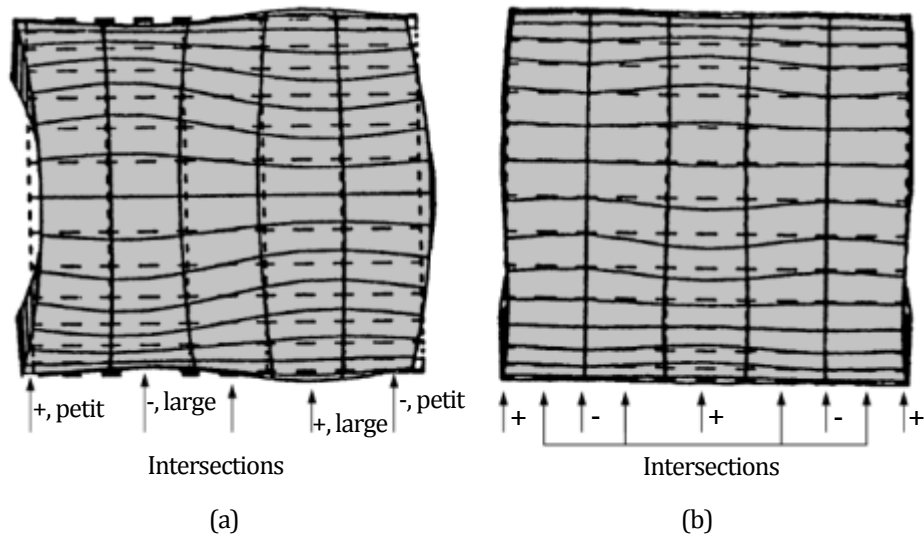 +, petit
-, large
+, large
-, petit
Intersections
(a)
+
-
+
-
+
Intersections
(b)